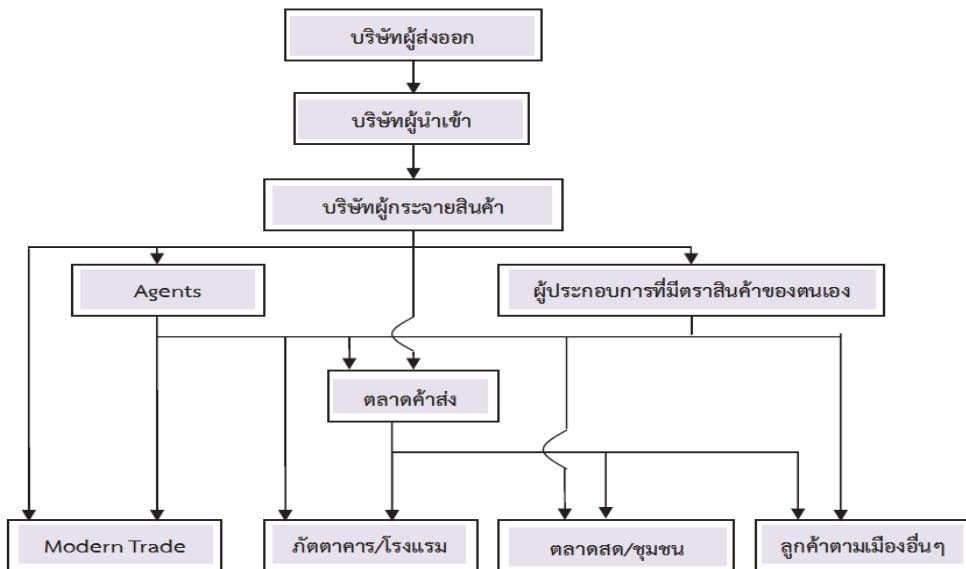 บริษัทผู้ส่งออก
บริษัทผู้นำเข้า
บริษัทผู้กระจายสินค้า
Agents
ผู้ประกอบการที่มีตราสินค้าของตนเอง
ตลาดค้าส่ง
Modern Trade
ภัตตาคาร/โรงแรม
ตลาดสด/ชุมชน
ลูกค้าตามเมืองอื่นๆ